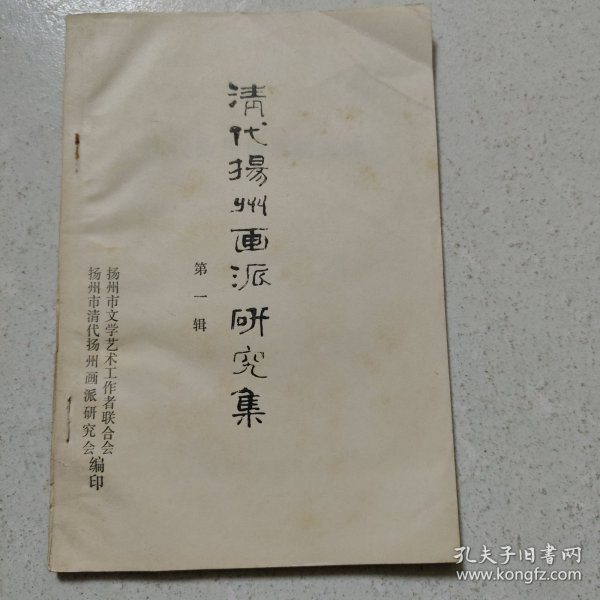 清代揚州画派研究集
第一辑
扬州市文学艺术工作者联合会
扬州市清代扬州画派研究会
编印
孔夫子旧书网
www.kongfz.com